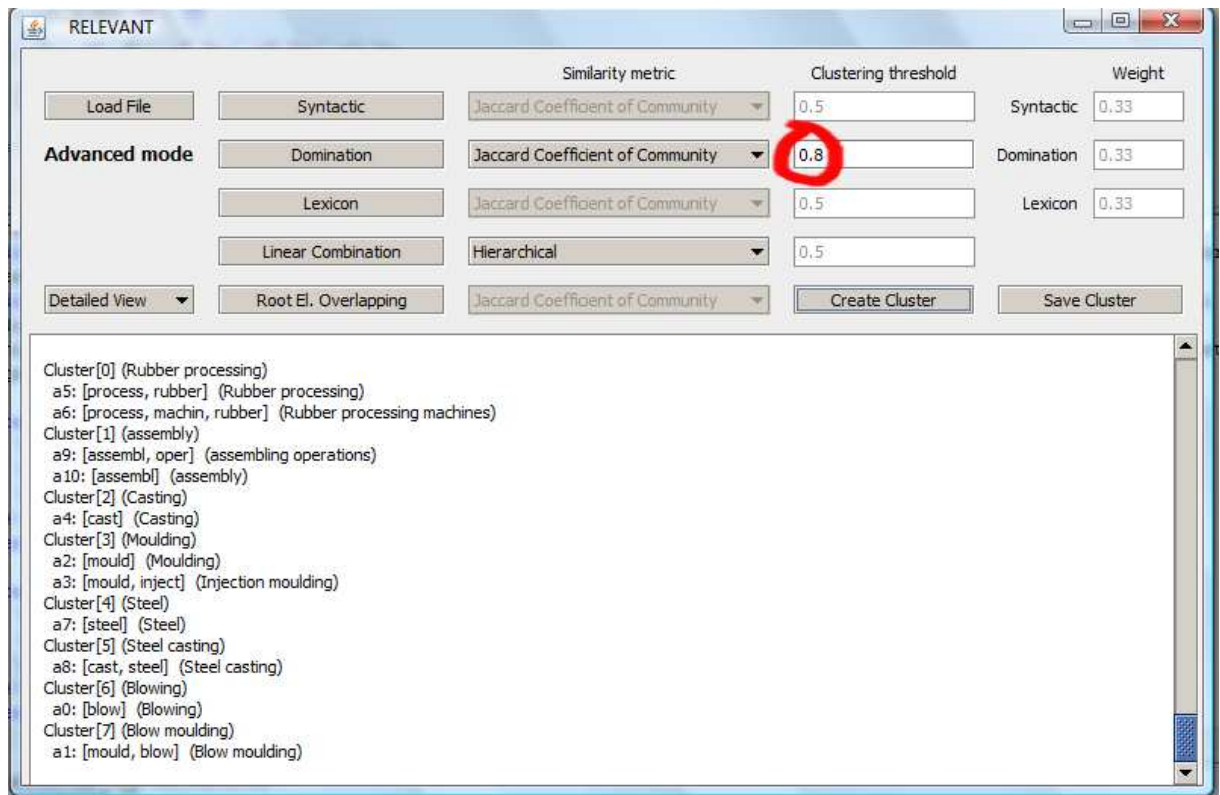 RELEVANT
Similarity metric Clustering threshold Weight
Load File Syntactic Jaccard Coefficient of Community 0.5 Syntactic 0.33
Advanced mode Domination Jaccard Coefficient of Community 0.8 Domination 0.33
Lexicon Jaccard Coefficient of Community 0.5 Lexicon 0.33
Linear Combination Hierarchical 0.5
Detailed View Root El. Overlapping Jaccard Coefficient of Community Create Cluster Save Cluster
Cluster[0] (Rubber processing)
a5: [process, rubber] (Rubber processing)
a6: [process, machin, rubber] (Rubber processing machines)
Cluster[1] (assembly)
a9: [assembl, oper] (assembling operations)
a10: [assembl] (assembly)
Cluster[2] (Casting)
a4: [cast] (Casting)
Cluster[3] (Moulding)
a2: [mould] (Moulding)
a3: [mould, inject] (Injection moulding)
Cluster[4] (Steel)
a7: [steel] (Steel)
Cluster[5] (Steel casting)
a8: [cast, steel] (Steel casting)
Cluster[6] (Blowing)
a0: [blow] (Blowing)
Cluster[7] (Blow moulding)
a1: [mould, blow] (Blow moulding)